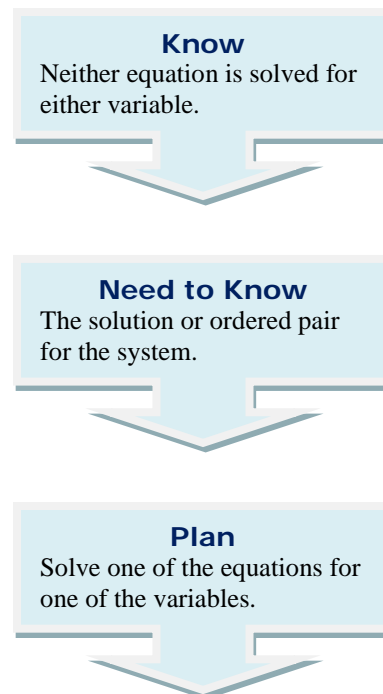 Know
Neither equation is solved for
either variable.
Need to Know
The solution or ordered pair
for the system.
Plan
Solve one of the equations for
one of the variables.